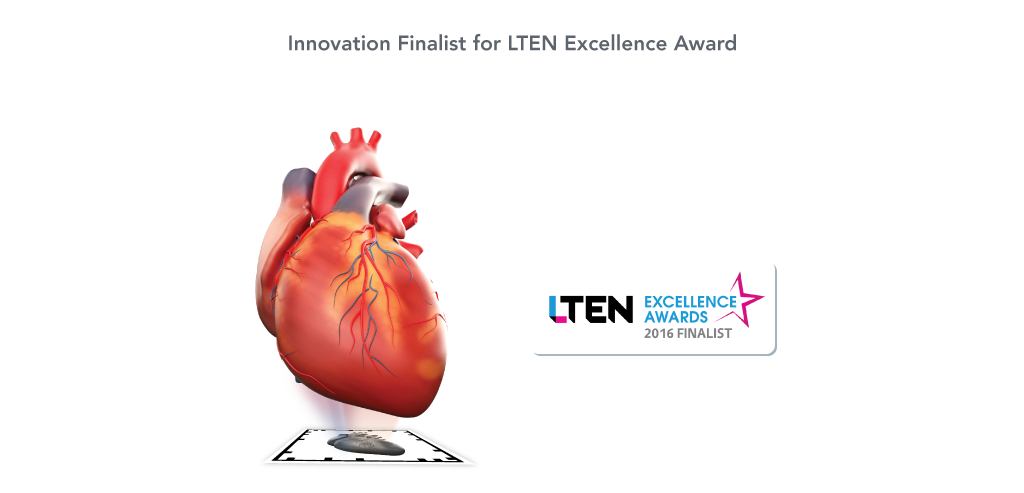 Innovation Finalist for LTEN Excellence Award
LTEN
EXCELLENCE
AWARDS
2016 FINALIST